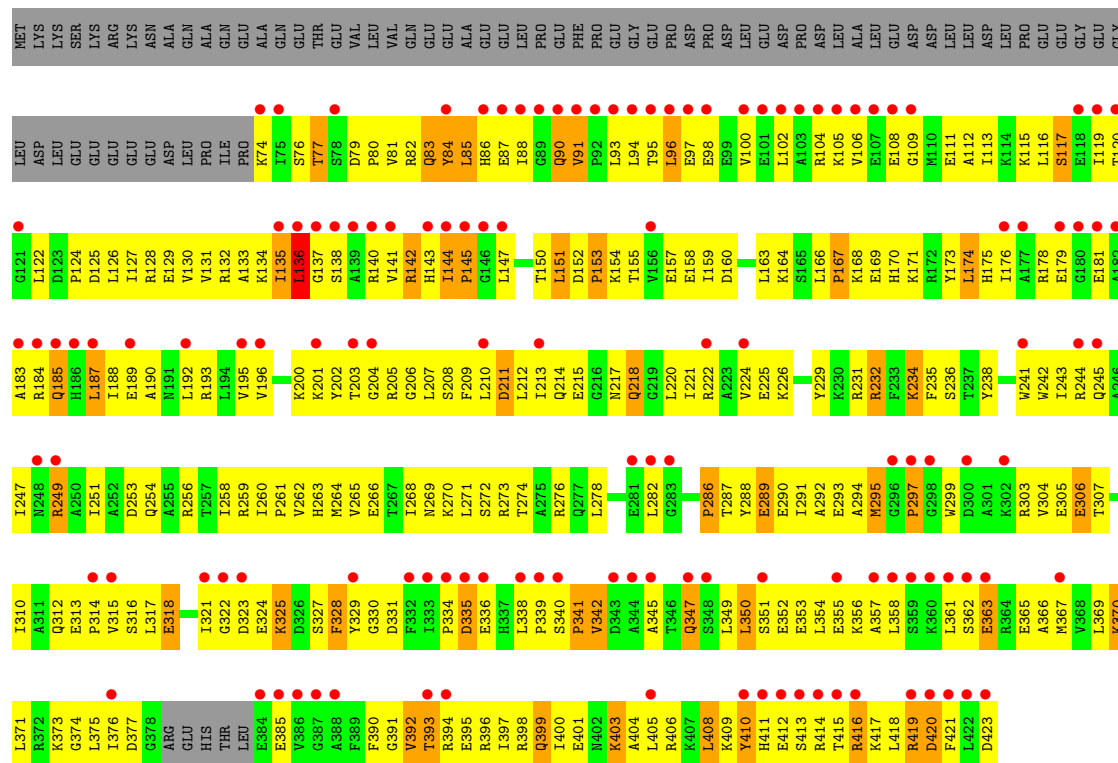 MET LYS LYS SER LYS ARG LYS ASN ALA GLN ALA GLN GLU ALA GLN GLU THR GLU VAL LEU VAL GLN GLU GLU ALA GLU GLU LEU PRO GLU PHE PRO GLU GLY GLU PRO ASP PRO ASP LEU GLU ASP PRO ASP LEU ALA LEU GLU ASP ASP LEU LEU ASP LEU PRO GLU GLU GLY GLU GLY
LEU ASP LEU GLU GLU GLU GLU GLU ASP LEU PRO ILE PRO K74 I75 S76 T77 S78 D79 P80 V81 R82 Q83 Y84 L85 H86 E87 I88 G89 Q90 V91 P92 L93 L94 I95 L96 E97 E98 E99 V100 E101 L102 A103 R104 K105 V106 E107 E108 G109 M110 E111 A112 I113 K114 K115 L116 S117 E118 I119 T120
G121 L122 D123 P124 D125 L126 I127 R128 E129 V130 V131 R132 A133 K134 I135 L136 G137 S138 A139 R140 V141 R142 H143 I144 P145 G146 L147 T150 L151 D152 P153 K154 T155 V156 E157 E158 I159 D160 L163 K164 S165 L166 P167 K168 E169 H170 K171 R172 Y173 L174 H175 I176 A177 R178 E179 G180 E181 A182
A183 R184 Q185 H186 L187 I188 E189 A190 N191 L192 R193 L194 V195 V196 K200 K201 Y202 T203 G204 R205 G206 L207 S208 F209 L210 D211 L212 I213 Q214 E215 G216 N217 Q218 G219 L220 I221 R222 A223 V224 E225 K226 Y229 K230 R231 R232 F233 K234 F235 S236 T237 Y238 W241 W242 I243 R244 Q245 A246
I247 N248 R249 A250 I251 A252 D253 Q254 A255 R256 T257 I258 R259 I260 P261 V262 H263 M264 V265 E266 T267 I268 N269 K270 L271 S272 R273 T274 A275 R276 Q277 L278 E281 L282 G283 P286 T287 Y288 E289 E290 I291 A292 E293 A294 M295 G296 P297 G298 W299 D300 A301 K302 R303 V304 E305 E306 T307
I310 A311 Q312 E313 P314 V315 S316 L317 E318 I321 G322 D323 E324 K325 D326 S327 F328 Y329 G330 D331 F332 I333 P334 D335 E336 H337 L338 P339 S340 P341 V342 D343 A344 A345 T346 Q347 S348 L349 L350 S351 E352 E353 L354 E355 K356 A357 L358 S359 K360 L361 S362 E363 R364 E365 A366 M367 V368 L369 K370
L371 R372 K373 G374 L375 I376 D377 G378 ARG GLU HIS THR LEU E384 E385 V386 G387 A388 F389 F390 G391 V392 T393 R394 E395 R396 I397 R398 Q399 I400 E401 N402 K403 A404 L405 R406 K407 L408 K409 Y410 H411 E412 S413 R414 T415 R416 K417 L418 R419 D420 F421 L422 D423